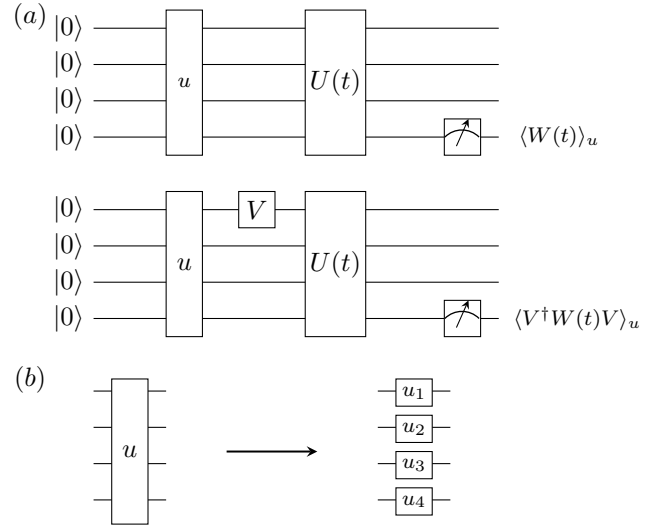 (a)
|0⟩
|0⟩ u U(t)
|0⟩
|0⟩ ⟨W(t)⟩_u
|0⟩ V
|0⟩
|0⟩ u U(t)
|0⟩ ⟨V†W(t)V⟩_u
(b)
u_1
u_2
u
u_3
u_4